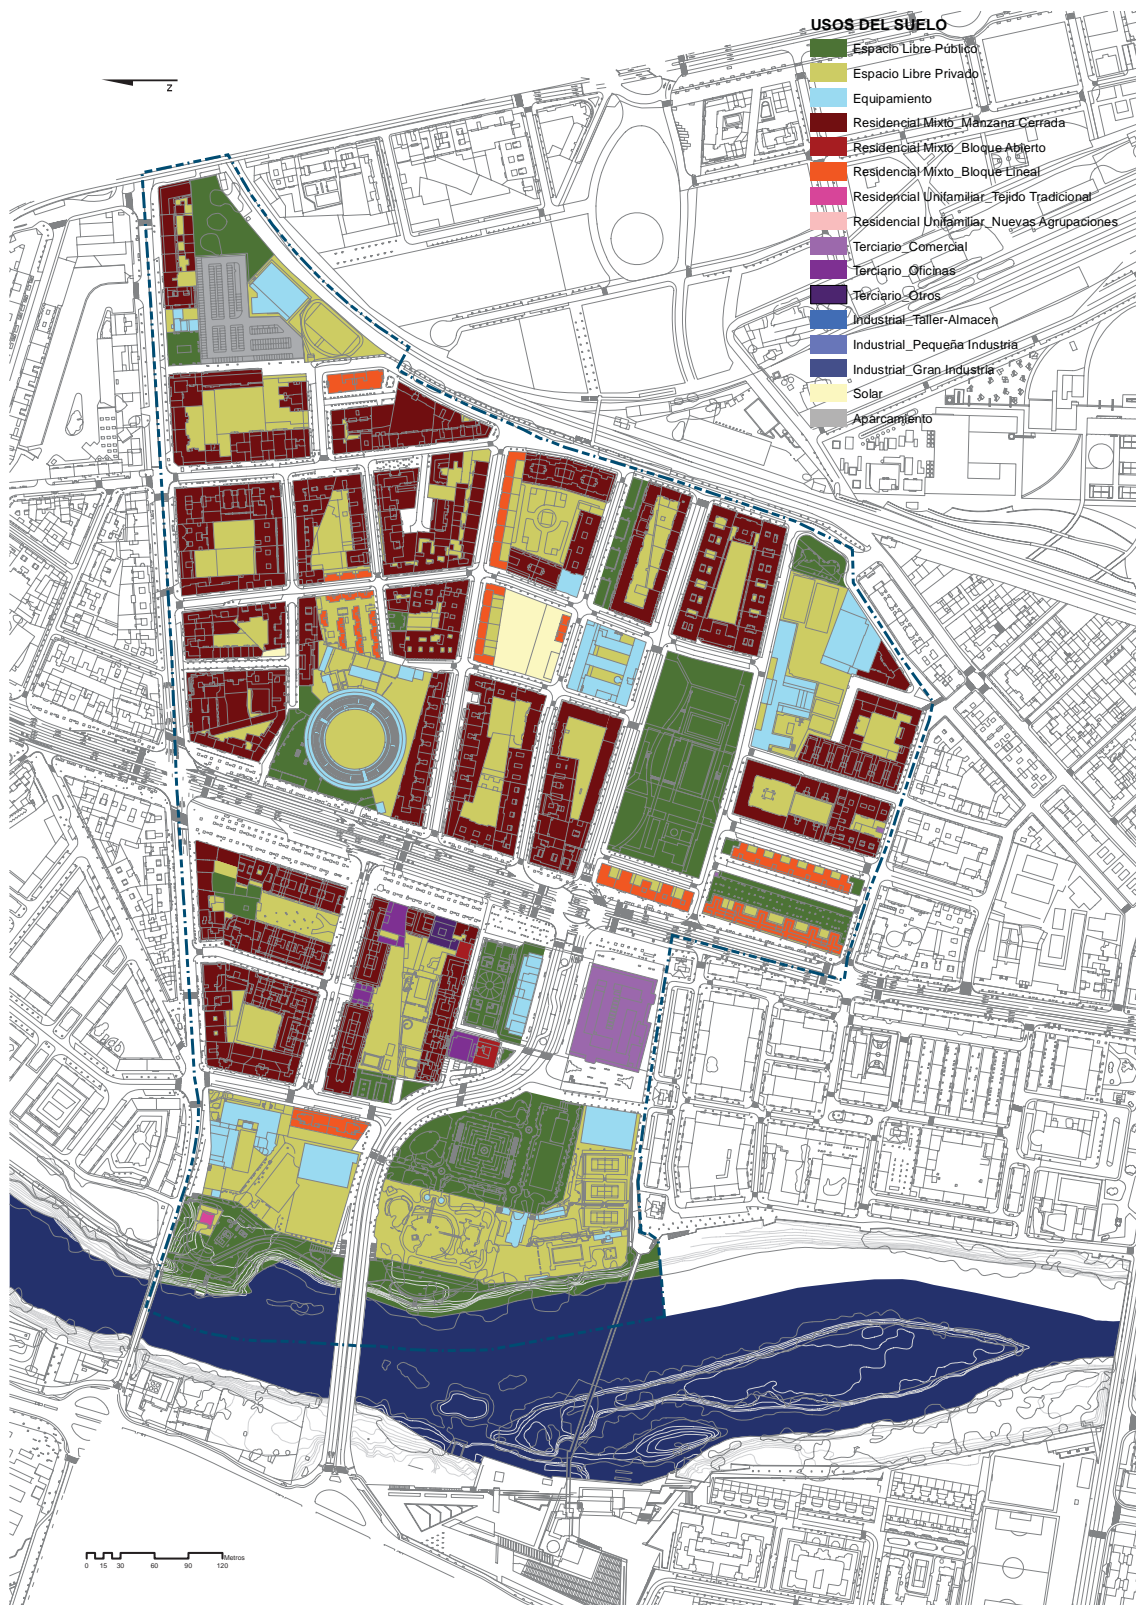 USOS DEL SUELO
Espacio Libre Público
Espacio Libre Privado
Equipamiento
Residencial Mixto_Manzana Cerrada
Residencial Mixto_Bloque Abierto
Residencial Mixto_Bloque Lineal
Residencial Unifamiliar_Tejido Tradicional
Residencial Unifamiliar_Nuevas Agrupaciones
Terciario_Comercial
Terciario_Oficinas
Terciario_Otros
Industrial_Taller-Almacen
Industrial_Pequeña Industria
Industrial_Gran Industria
Solar
Aparcamiento
N
Metros
0 15 30 60 90 120